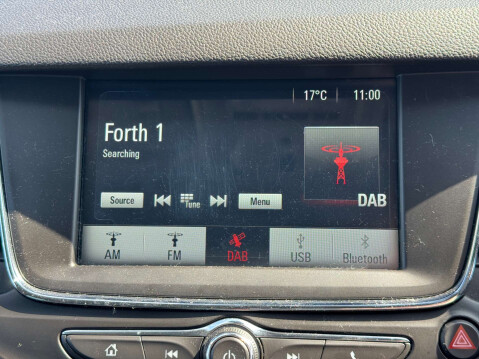 17°C 11:00
Forth 1
Searching
DAB
Source Tune Menu
AM FM DAB USB Bluetooth